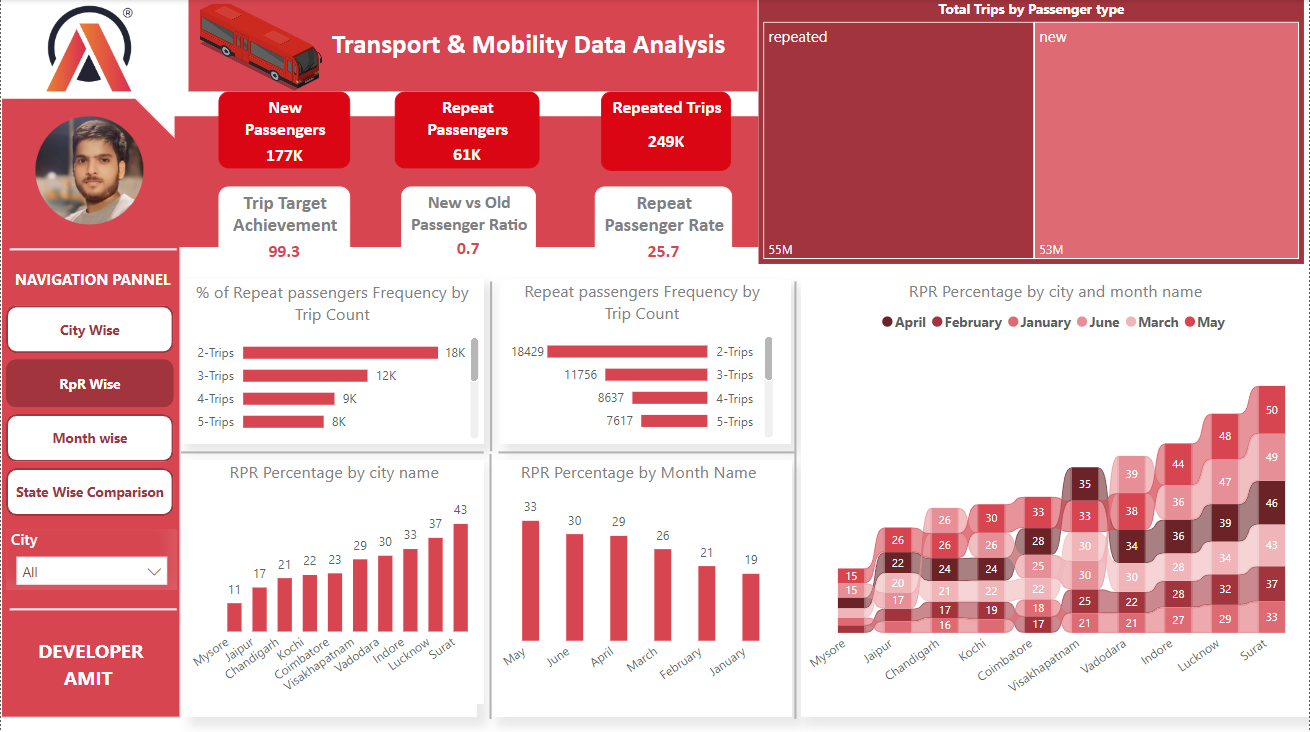 ®
Transport & Mobility Data Analysis
New
Passengers
177K
Repeat
Passengers
61K
Repeated Trips
249K
Trip Target
Achievement
99.3
New vs Old
Passenger Ratio
0.7
Repeat
Passenger Rate
25.7
Total Trips by Passenger type
repeated
55M
new
53M
NAVIGATION PANNEL
City Wise
RpR Wise
Month wise
State Wise Comparison
City
All
DEVELOPER
AMIT
% of Repeat passengers Frequency by
Trip Count
2-Trips 18K
3-Trips 12K
4-Trips 9K
5-Trips 8K
Repeat passengers Frequency by
Trip Count
18429 2-Trips
11756 3-Trips
8637 4-Trips
7617 5-Trips
RPR Percentage by city name
11 17 21 22 23 29 30 33 37 43
Mysore Jaipur Chandigarh Kochi Coimbatore Visakhapatnam Vadodara Indore Lucknow Surat
RPR Percentage by Month Name
33 30 29 26 21 19
May June April March February January
RPR Percentage by city and month name
April February January June March May
15
15
26
22
20
17
26
26
24
21
17
16
30
26
24
22
19
33
28
25
22
18
17
35
33
30
30
25
21
39
38
34
30
22
21
44
36
36
28
28
27
48
47
39
34
32
29
50
49
46
43
37
33
Mysore Jaipur Chandigarh Kochi Coimbatore Visakhapatnam Vadodara Indore Lucknow Surat